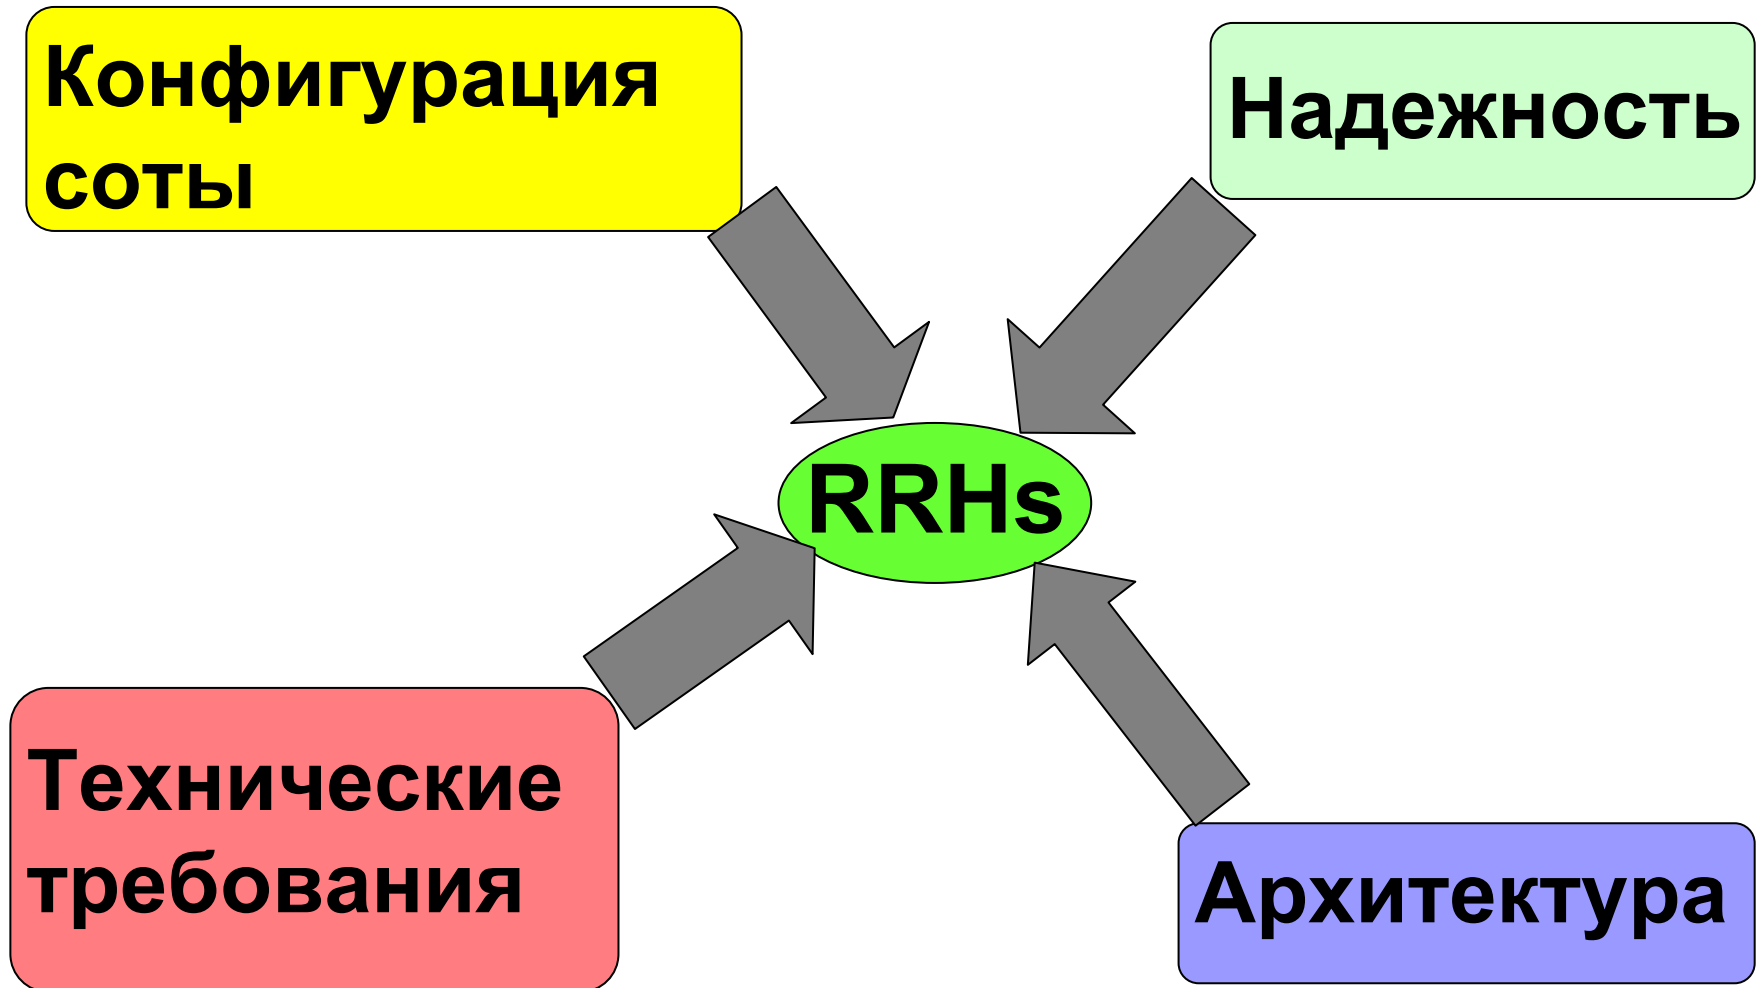 Конфигурация
соты
Надежность
RRHs
Технические
требования
Архитектура